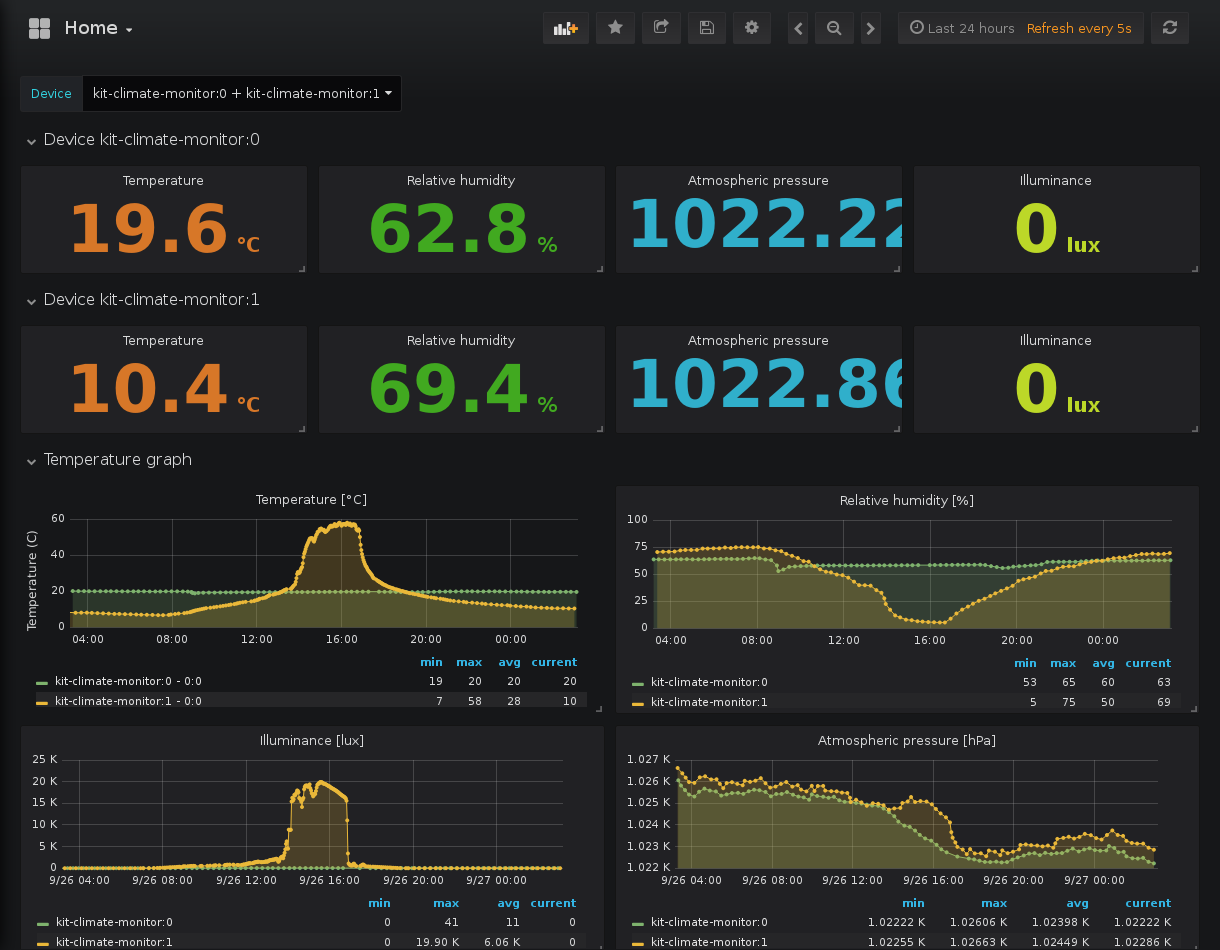 Home
Last 24 hours Refresh every 5s
Device kit-climate-monitor:0 + kit-climate-monitor:1
Device kit-climate-monitor:0
Temperature Relative humidity Atmospheric pressure Illuminance
19.6 °C 62.8 % 1022.22 0 lux
Device kit-climate-monitor:1
Temperature Relative humidity Atmospheric pressure Illuminance
10.4 °C 69.4 % 1022.86 0 lux
Temperature graph
Temperature [°C]
Temperature (C)
60
40
20
0
04:00 08:00 12:00 16:00 20:00 00:00
min max avg current
kit-climate-monitor:0 - 0:0 19 20 20 20
kit-climate-monitor:1 - 0:0 7 58 28 10
Relative humidity [%]
100
75
50
25
0
04:00 08:00 12:00 16:00 20:00 00:00
min max avg current
kit-climate-monitor:0 53 65 60 63
kit-climate-monitor:1 5 75 50 69
Illuminance [lux]
25 K
20 K
15 K
10 K
5 K
0
9/26 04:00 9/26 08:00 9/26 12:00 9/26 16:00 9/26 20:00 9/27 00:00
min max avg current
kit-climate-monitor:0 0 41 11 0
kit-climate-monitor:1 0 19.90 K 6.06 K 0
Atmospheric pressure [hPa]
1.027 K
1.026 K
1.025 K
1.024 K
1.023 K
1.022 K
9/26 04:00 9/26 08:00 9/26 12:00 9/26 16:00 9/26 20:00 9/27 00:00
min max avg current
kit-climate-monitor:0 1.02222 K 1.02606 K 1.02398 K 1.02222 K
kit-climate-monitor:1 1.02255 K 1.02663 K 1.02449 K 1.02286 K